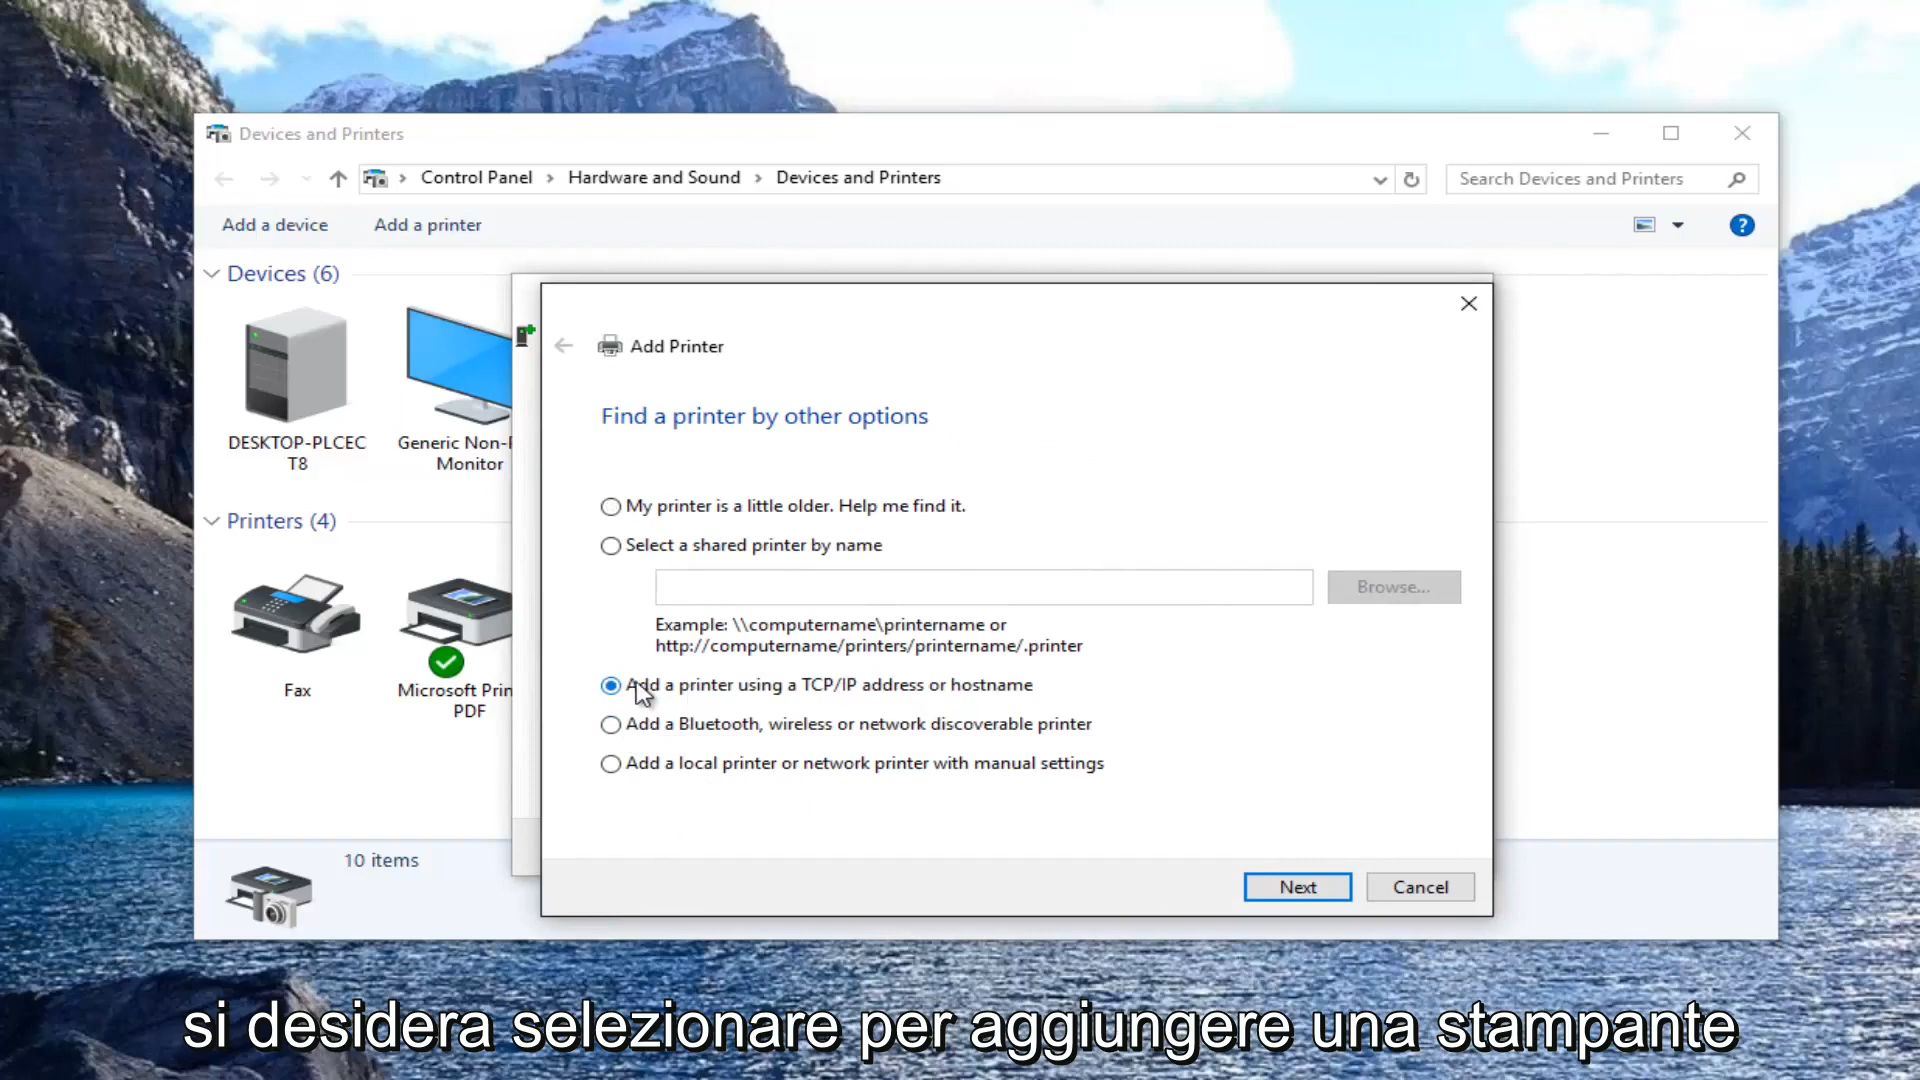 Devices and Printers
Control Panel > Hardware and Sound > Devices and Printers
Search Devices and Printers
Add a device
Add a printer
?
Devices (6)
DESKTOP-PLCEC
T8
Generic Non-
Monitor
Printers (4)
Fax
Microsoft Prin
PDF
10 items
Add Printer
Find a printer by other options
My printer is a little older. Help me find it.
Select a shared printer by name
Browse...
Example: \\computername\printername or
http://computername/printers/printername/.printer
Add a printer using a TCP/IP address or hostname
Add a Bluetooth, wireless or network discoverable printer
Add a local printer or network printer with manual settings
Next
Cancel
si desidera selezionare per aggiungere una stampante